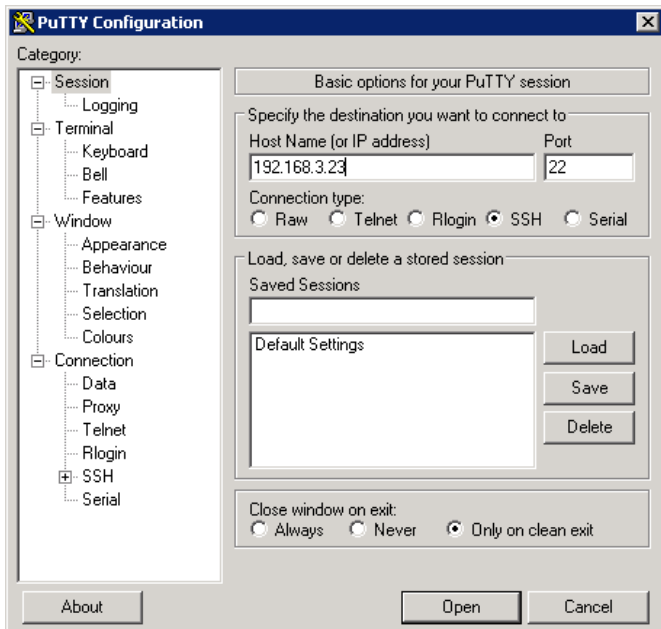 PuTTY Configuration
Category:
Session
Logging
Terminal
Keyboard
Bell
Features
Window
Appearance
Behaviour
Translation
Selection
Colours
Connection
Data
Proxy
Telnet
Rlogin
SSH
Serial
Basic options for your PuTTY session
Specify the destination you want to connect to
Host Name (or IP address) Port
192.168.3.23 22
Connection type:
Raw Telnet Rlogin SSH Serial
Load, save or delete a stored session
Saved Sessions
Default Settings
Load
Save
Delete
Close window on exit:
Always Never Only on clean exit
About Open Cancel